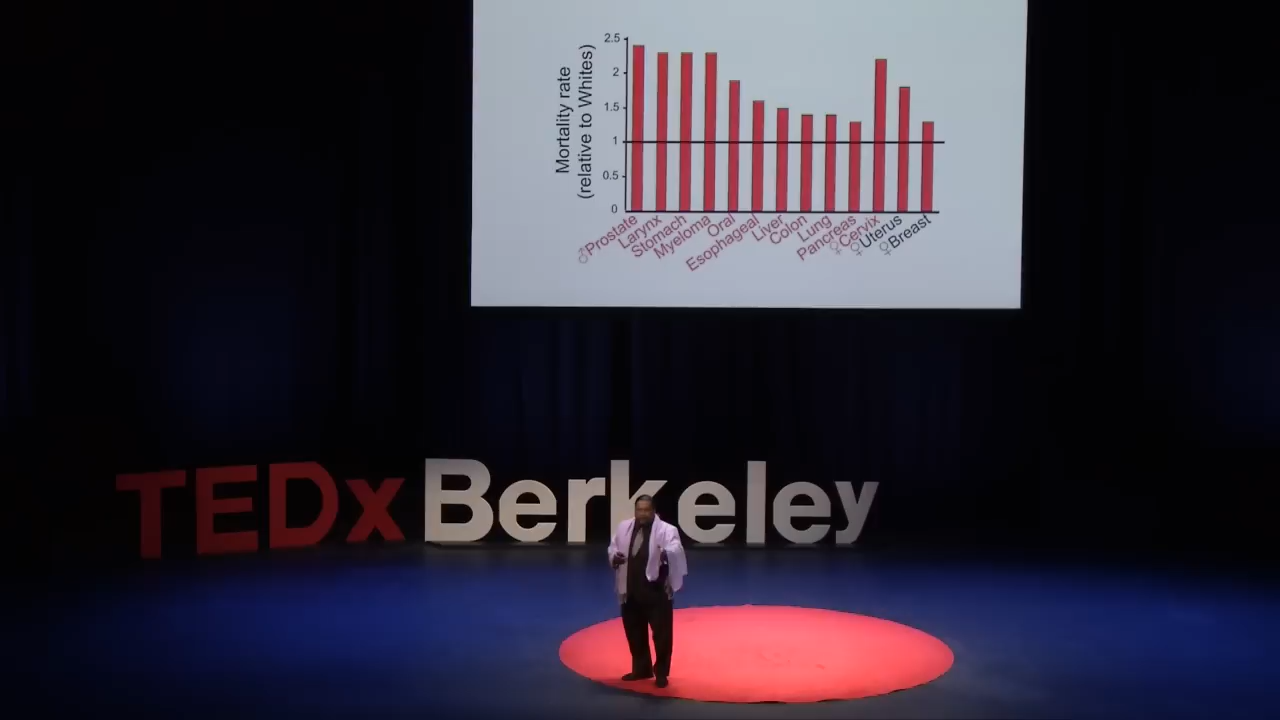 Mortality rate
(relative to Whites)
2.5
2
1.5
1
0.5
0
♂Prostate
Larynx
Stomach
Myeloma
Oral
Esophageal
Liver
Colon
Lung
Pancreas
♀Cervix
♀Uterus
♀Breast
TEDxBerkeley